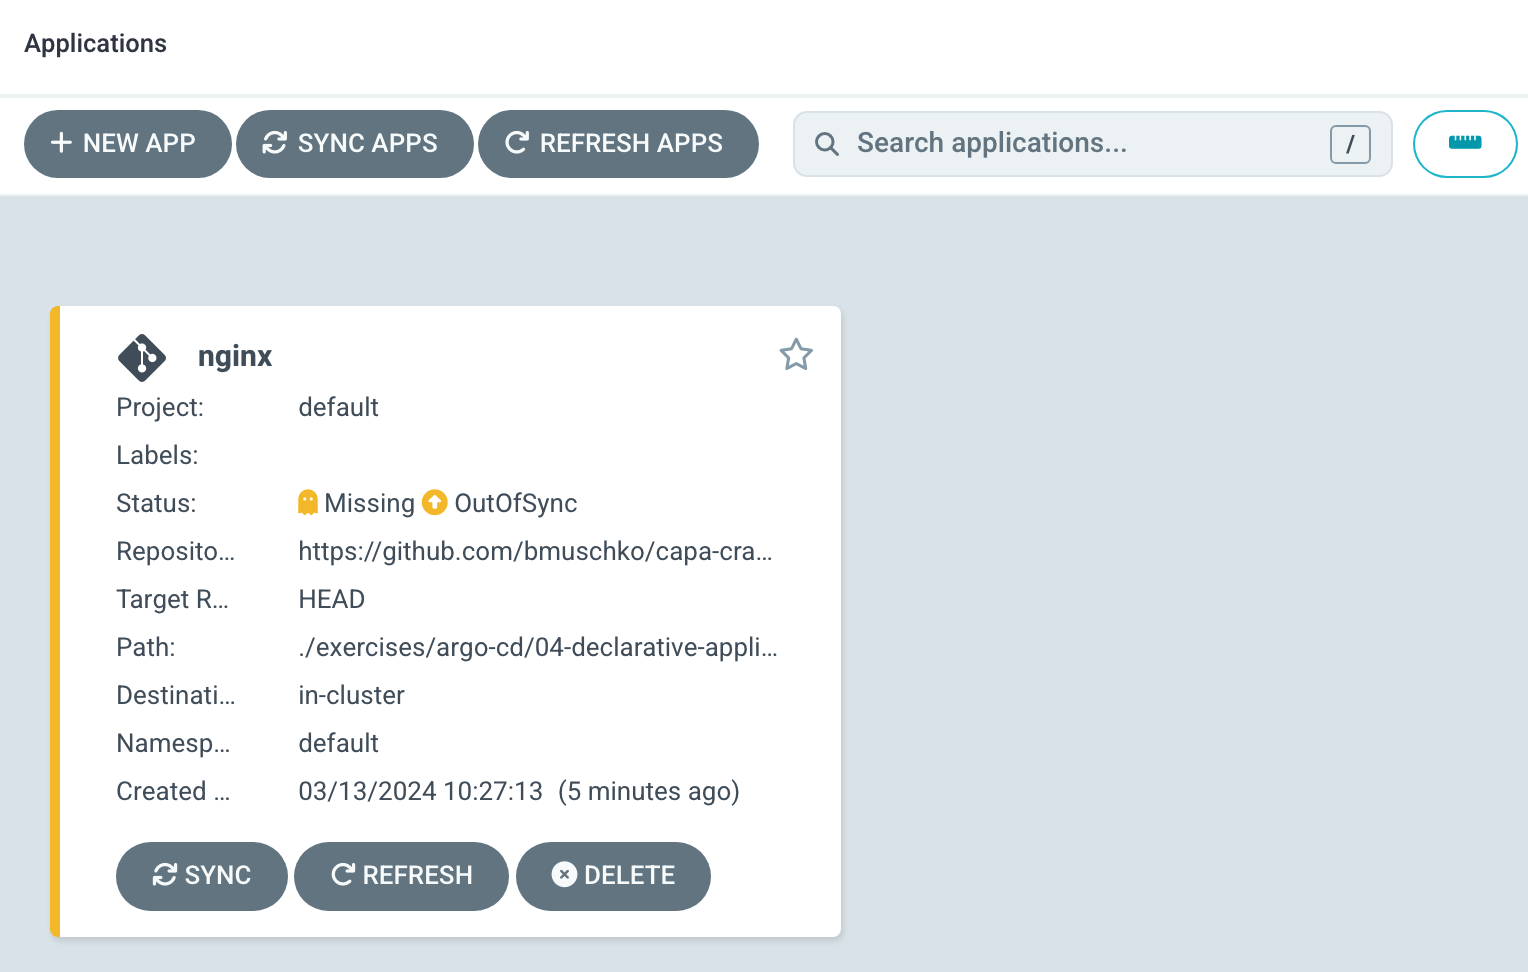 Applications
NEW APP SYNC APPS REFRESH APPS Search applications... /
nginx
Project: default
Labels:
Status: Missing OutOfSync
Reposito... https://github.com/bmuschko/capa-cra...
Target R... HEAD
Path: ./exercises/argo-cd/04-declarative-appli...
Destinati... in-cluster
Namesp... default
Created ... 03/13/2024 10:27:13 (5 minutes ago)
SYNC REFRESH DELETE